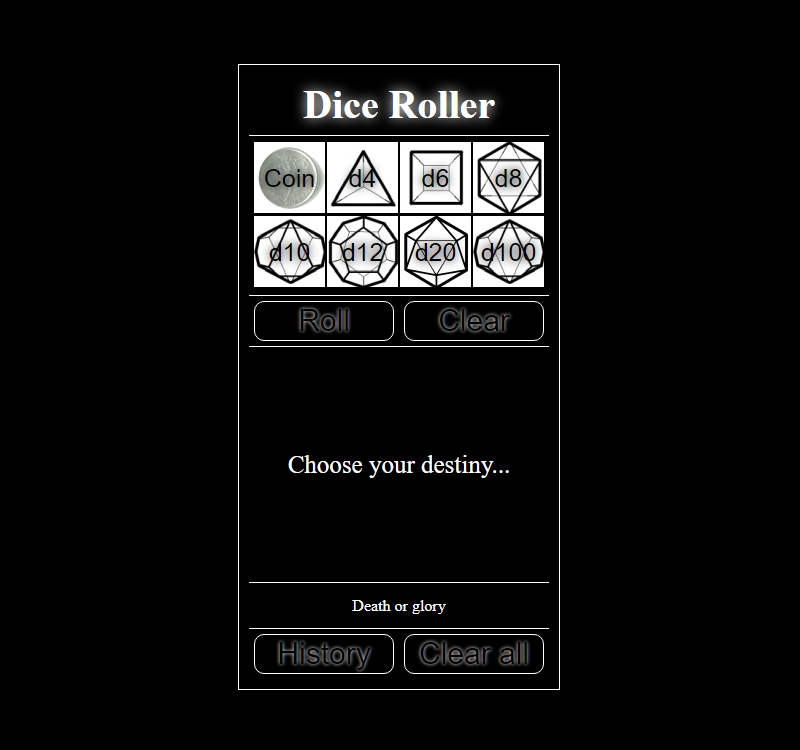 Dice Roller
Coin d4 d6 d8
d10 d12 d20 d100
Roll Clear
Choose your destiny...
Death or glory
History Clear all